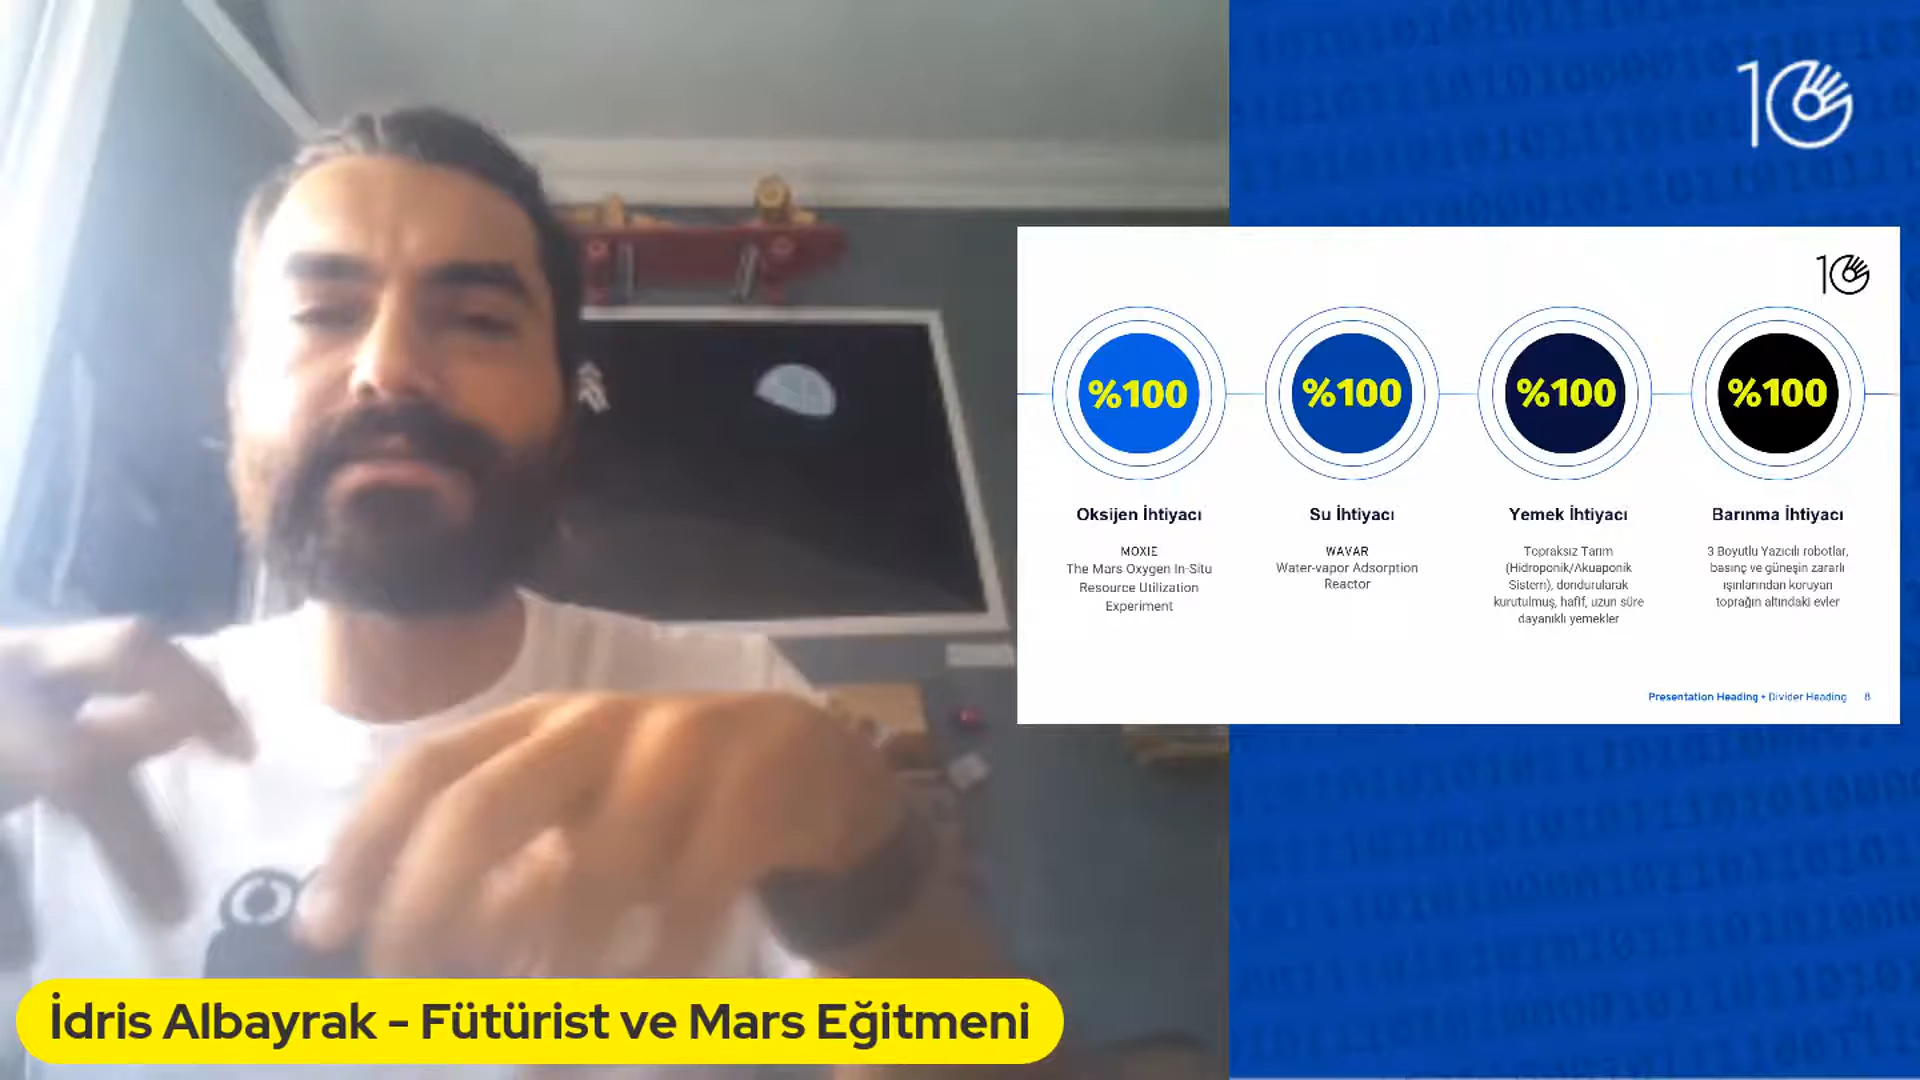 10
10
%100
%100
%100
%100
Oksijen İhtiyacı
MOXIE
The Mars Oxygen In-Situ
Resource Utilization
Experiment
Su İhtiyacı
WAVAR
Water-vapor Adsorption
Reactor
Yemek İhtiyacı
Topraksız Tarım
(Hidroponik/Akuaponik
Sistem), dondurularak
kurutulmuş, hafif, uzun süre
dayanıklı yemekler
Barınma İhtiyacı
3 Boyutlu Yazıcılı robotlar,
basınç ve güneşin zararlı
ışınlarından koruyan
toprağın altındaki evler
Presentation Heading + Divider Heading 8
İdris Albayrak - Fütürist ve Mars Eğitmeni